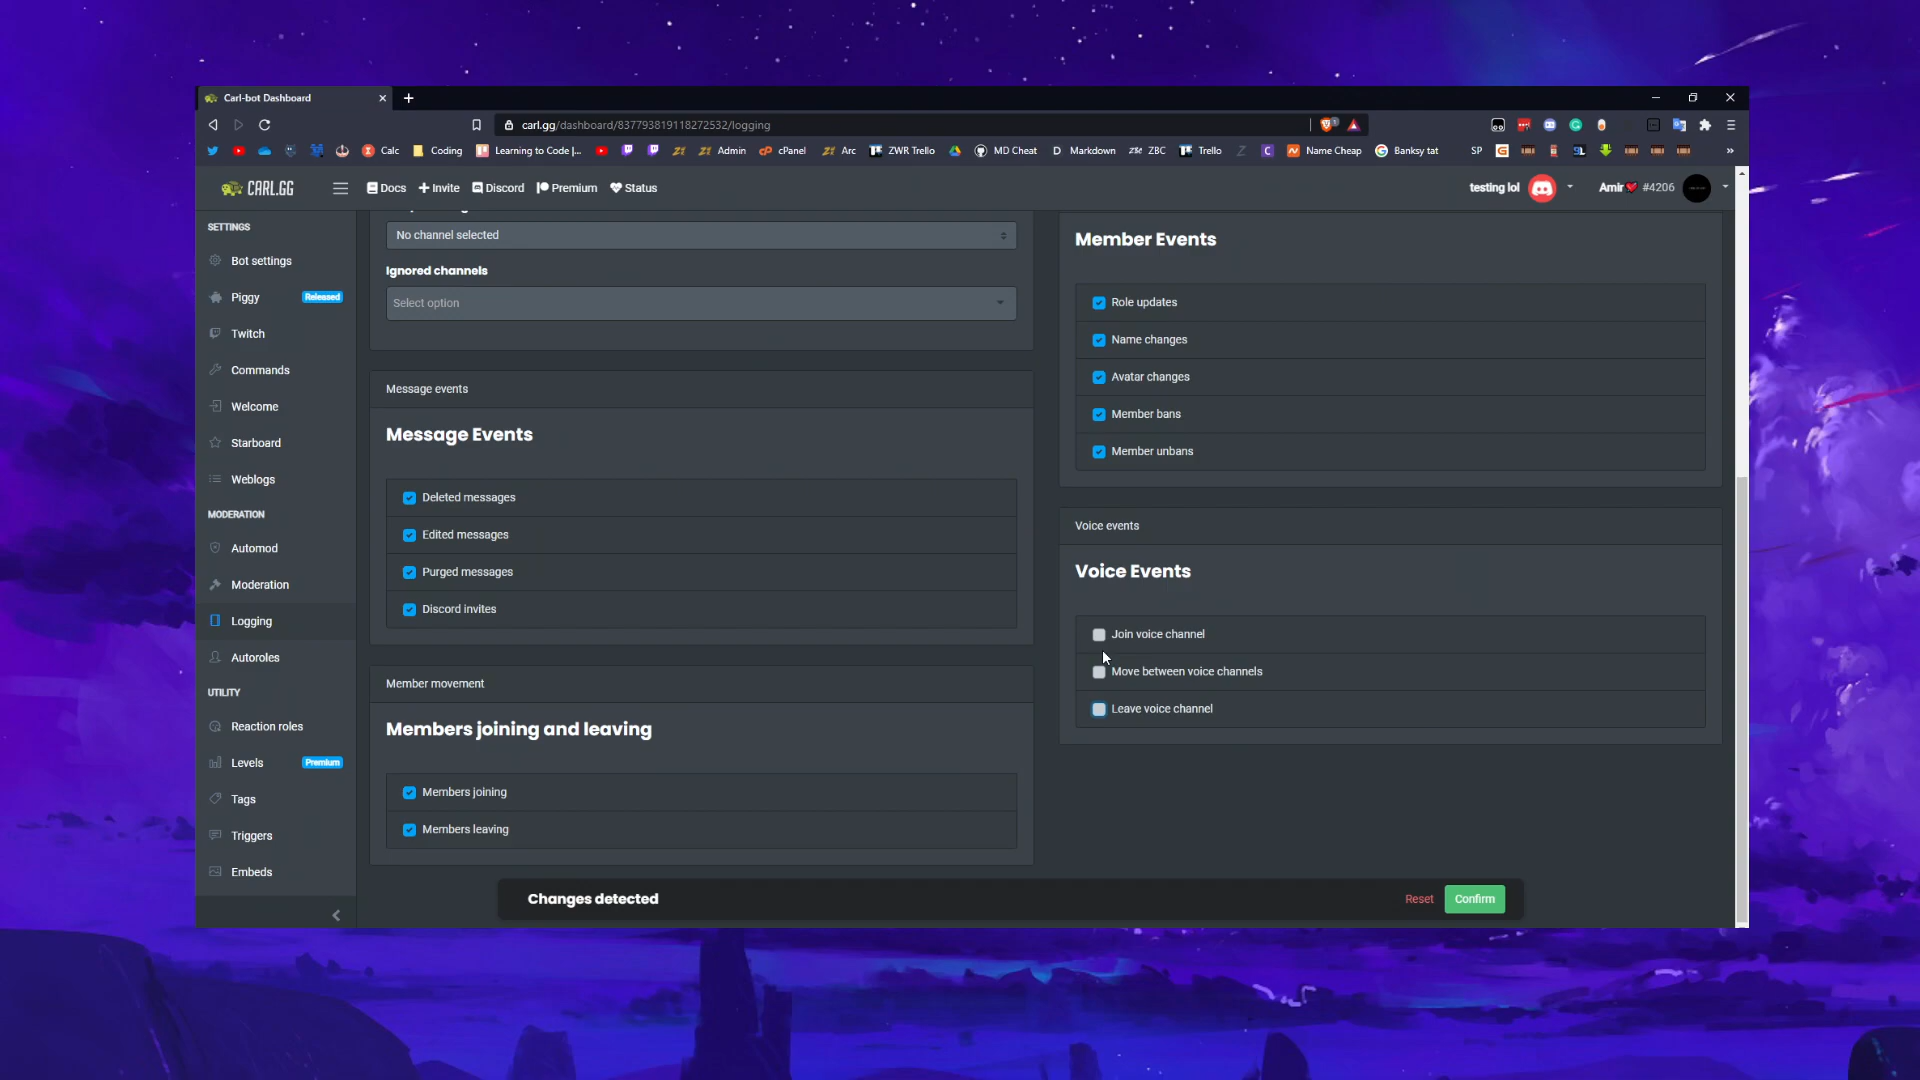 Carl-bot Dashboard
carl.gg/dashboard/837793819118272532/logging
Calc
Coding
Learning to Code |...
Admin
cPanel
Arc
ZWR Trello
MD Cheat
Markdown
ZBC
Trello
Name Cheap
Banksy tat
SP
CARL.GG
Docs
Invite
Discord
Premium
Status
testing lol
Amir❤ #4206
SETTINGS
Bot settings
Piggy
Released
Twitch
Commands
Welcome
Starboard
Weblogs
MODERATION
Automod
Moderation
Logging
Autoroles
UTILITY
Reaction roles
Levels
Premium
Tags
Triggers
Embeds
No channel selected
Ignored channels
Select option
Message events
Message Events
Deleted messages
Edited messages
Purged messages
Discord invites
Member movement
Members joining and leaving
Members joining
Members leaving
Member Events
Role updates
Name changes
Avatar changes
Member bans
Member unbans
Voice events
Voice Events
Join voice channel
Move between voice channels
Leave voice channel
Changes detected
Reset
Confirm